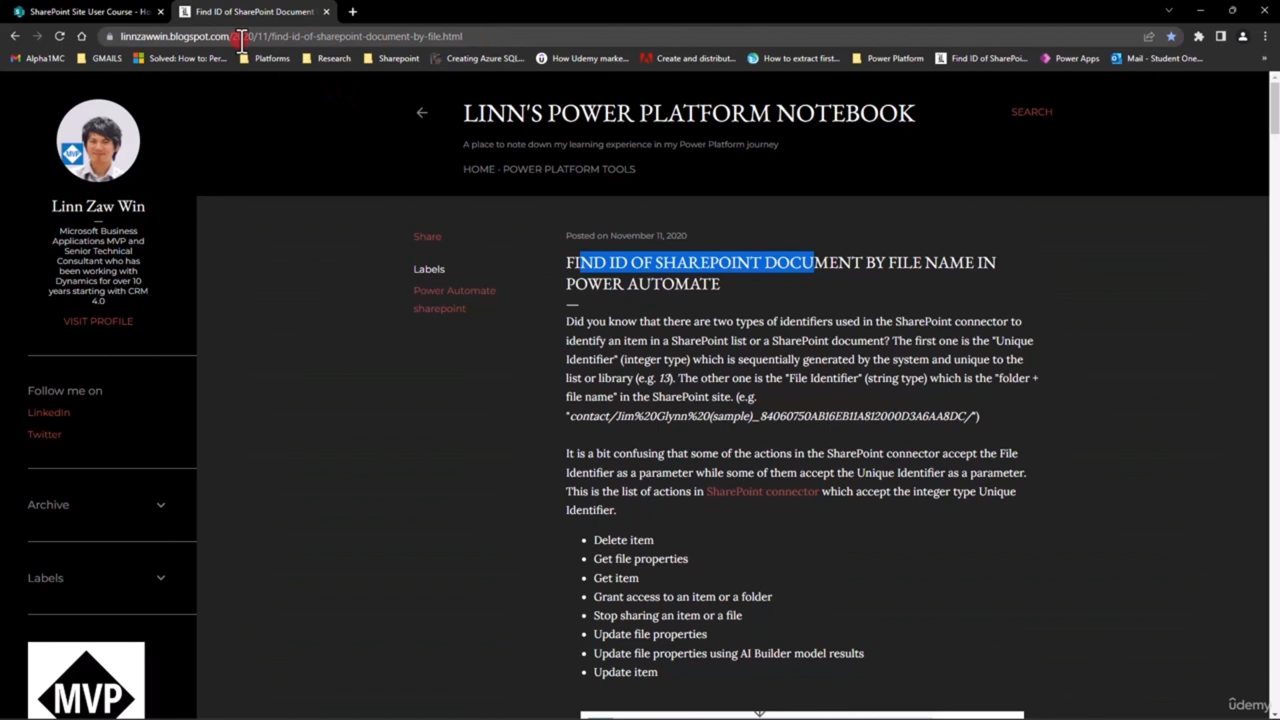 SharePoint Site User Course - H
Find ID of SharePoint Document
linnzawwin.blogspot.com/2020/11/find-id-of-sharepoint-document-by-file.html
Alpha1MC
GMAILS
Solved: How to: Per...
Platforms
Research
Sharepoint
Creating Azure SQL...
How Udemy marke...
Create and distribut...
How to extract first...
Power Platform
Find ID of SharePoi...
Power Apps
Mail - Student One...
Linn Zaw Win
Microsoft Business
Applications MVP and
Senior Technical
Consultant who has
been working with
Dynamics for over 10
years starting with CRM
4.0
VISIT PROFILE
Follow me on
LinkedIn
Twitter
Archive
Labels
MVP
LINN'S POWER PLATFORM NOTEBOOK
SEARCH
A place to note down my learning experience in my Power Platform journey
HOME - POWER PLATFORM TOOLS
Share
Labels
Power Automate
sharepoint
Posted on November 11, 2020
FIND ID OF SHAREPOINT DOCUMENT BY FILE NAME IN
POWER AUTOMATE
Did you know that there are two types of identifiers used in the SharePoint connector to
identify an item in a SharePoint list or a SharePoint document? The first one is the "Unique
Identifier" (integer type) which is sequentially generated by the system and unique to the
list or library (e.g. 13). The other one is the "File Identifier" (string type) which is the "folder +
file name" in the SharePoint site. (e.g.
"contact/Jim%20Glynn%20(sample)_84060750AB16EB11A812000D3A6AA8DC/")
It is a bit confusing that some of the actions in the SharePoint connector accept the File
Identifier as a parameter while some of them accept the Unique Identifier as a parameter.
This is the list of actions in SharePoint connector which accept the integer type Unique
Identifier.
• Delete item
• Get file properties
• Get item
• Grant access to an item or a folder
• Stop sharing an item or a file
• Update file properties
• Update file properties using AI Builder model results
• Update item
ûdemy